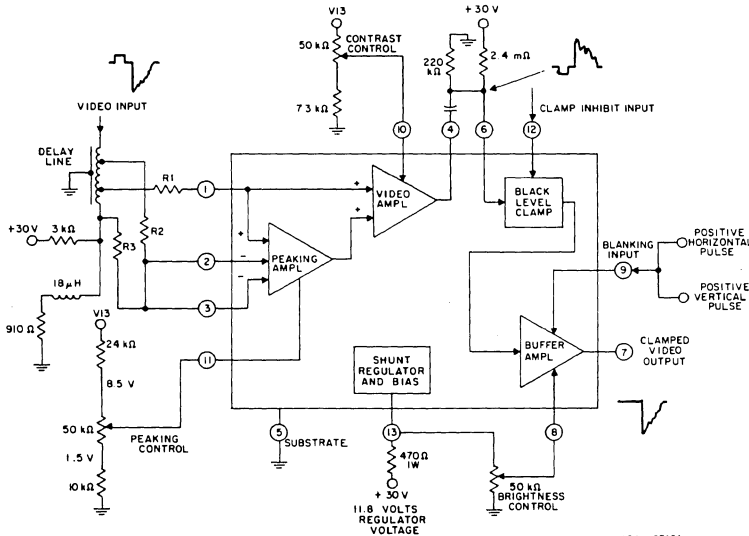 V13
50 kΩ
CONTRAST
CONTROL
7.3 kΩ
+30 V
220
kΩ
2.4 mΩ
VIDEO INPUT
CLAMP INHIBIT INPUT
10
4
6
12
DELAY
LINE
R1
1
+
+
VIDEO
AMPL
BLACK
LEVEL
CLAMP
+30V
3 kΩ
R3
R2
2
3
+
-
-
PEAKING
AMPL
BLANKING
INPUT
9
POSITIVE
HORIZONTAL
PULSE
POSITIVE
VERTICAL
PULSE
18µH
910 Ω
V13
24 kΩ
8.5 V
50 kΩ
1.5 V
10 kΩ
PEAKING
CONTROL
11
SHUNT
REGULATOR
AND BIAS
BUFFER
AMPL
7
CLAMPED
VIDEO
OUTPUT
5
SUBSTRATE
13
8
470Ω
1W
+ 30 V
11.8 VOLTS
REGULATOR
VOLTAGE
50 kΩ
BRIGHTNESS
CONTROL